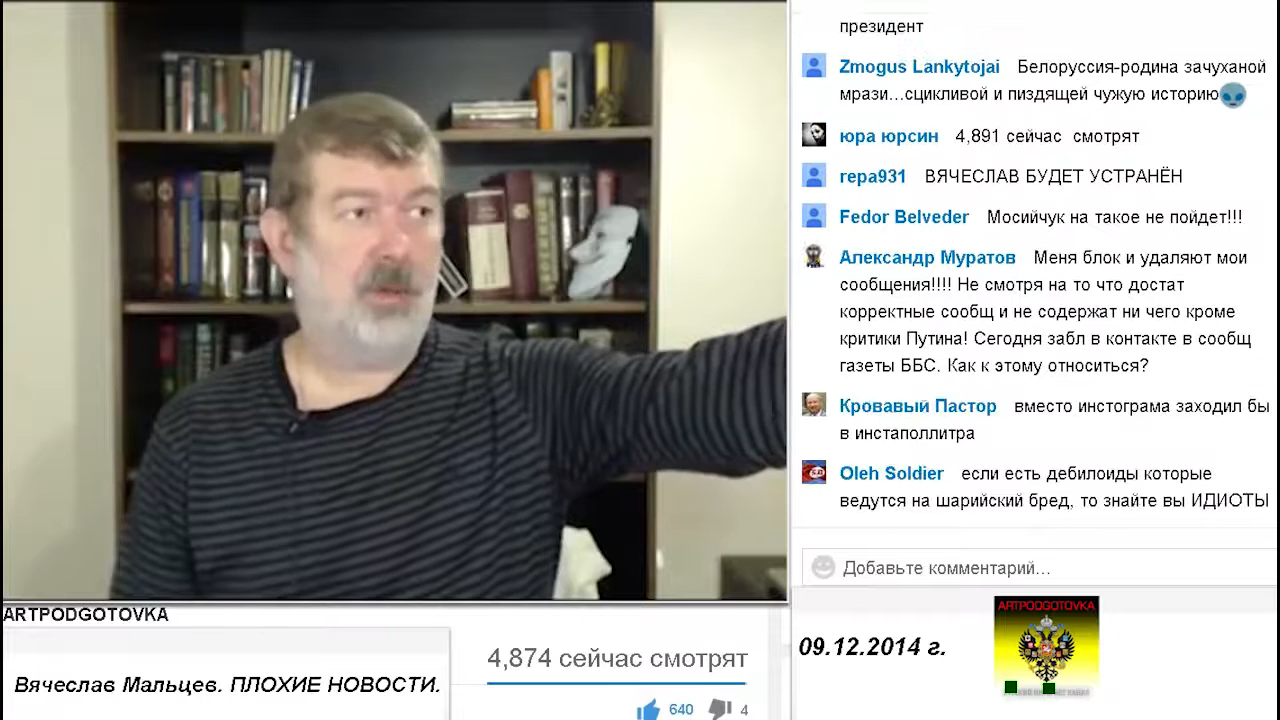 президент
Zmogus Lankytojai Белоруссия-родина зачуханой
мрази...сцикливой и пиздящей чужую историю
юра юрсин 4,891 сейчас смотрят
repa931 ВЯЧЕСЛАВ БУДЕТ УСТРАНЁН
Fedor Belveder Мосийчук на такое не пойдет!!!
Александр Муратов Меня блок и удаляют мои
сообщения!!!! Не смотря на то что достат
корректные сообщ и не содержат ни чего кроме
критики Путина! Сегодня забл в контакте в сообщ
газеты ББС. Как к этому относиться?
Кровавый Пастор вместо инстограма заходил бы
в инстаполлитра
Oleh Soldier если есть дебилоиды которые
ведутся на шарийский бред, то знайте вы ИДИОТЫ
Добавьте комментарий...
ARTPODGOTOVKA
Вячеслав Мальцев. ПЛОХИЕ НОВОСТИ.
4,874 сейчас смотрят
640 4
09.12.2014 г.
ARTPODGOTOVKA